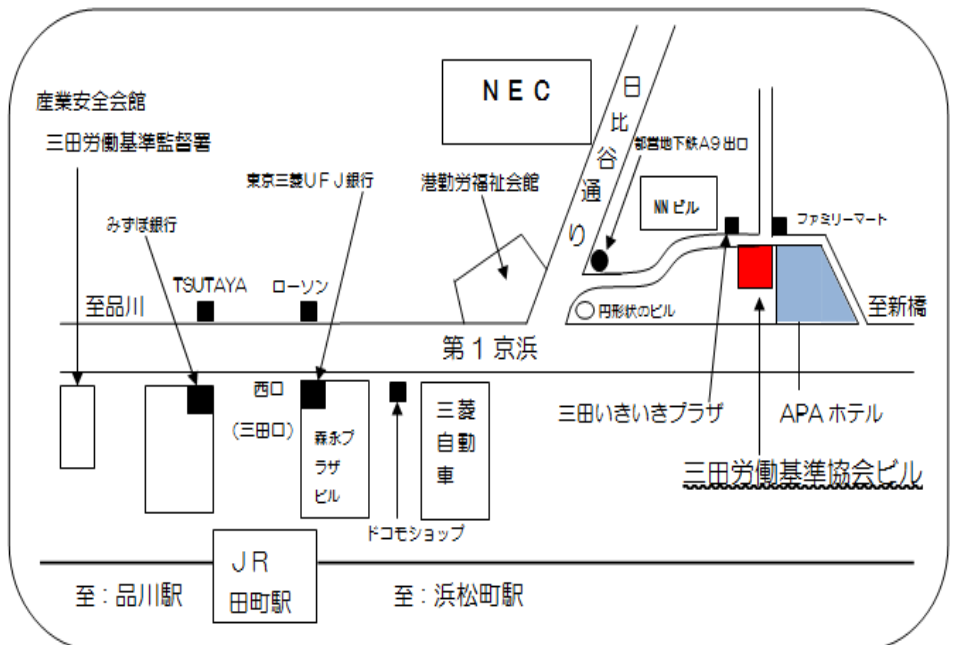 NEC
日比谷通り
産業安全会館
三田労働基準監督署
都営地下鉄A9出口
東京三菱UFJ銀行
港勤労福祉会館
NNビル
みずほ銀行
ファミリーマート
TSUTAYA
ローソン
至品川
円形状のビル
至新橋
第1京浜
西口
(三田口)
森永プ
ラザ
ビル
三菱
自動
車
三田いきいきプラザ
APAホテル
三田労働基準協会ビル
ドコモショップ
JR
田町駅
至:品川駅
至:浜松町駅